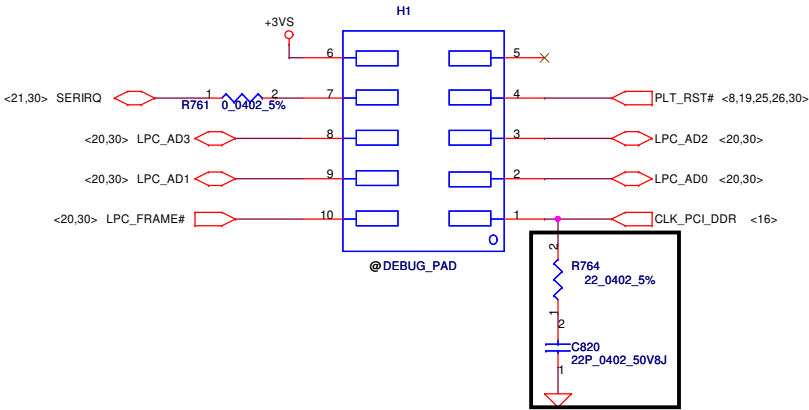 H1
+3VS
6
5
<21,30> SERIRQ
1
2
7
4
PLT_RST# <8,19,25,26,30>
R761 0_0402_5%
<20,30> LPC_AD3
8
3
LPC_AD2 <20,30>
<20,30> LPC_AD1
9
2
LPC_AD0 <20,30>
<20,30> LPC_FRAME#
10
1
CLK_PCI_DDR <16>
@DEBUG_PAD
2
R764
22_0402_5%
1
2
C820
22P_0402_50V8J
1